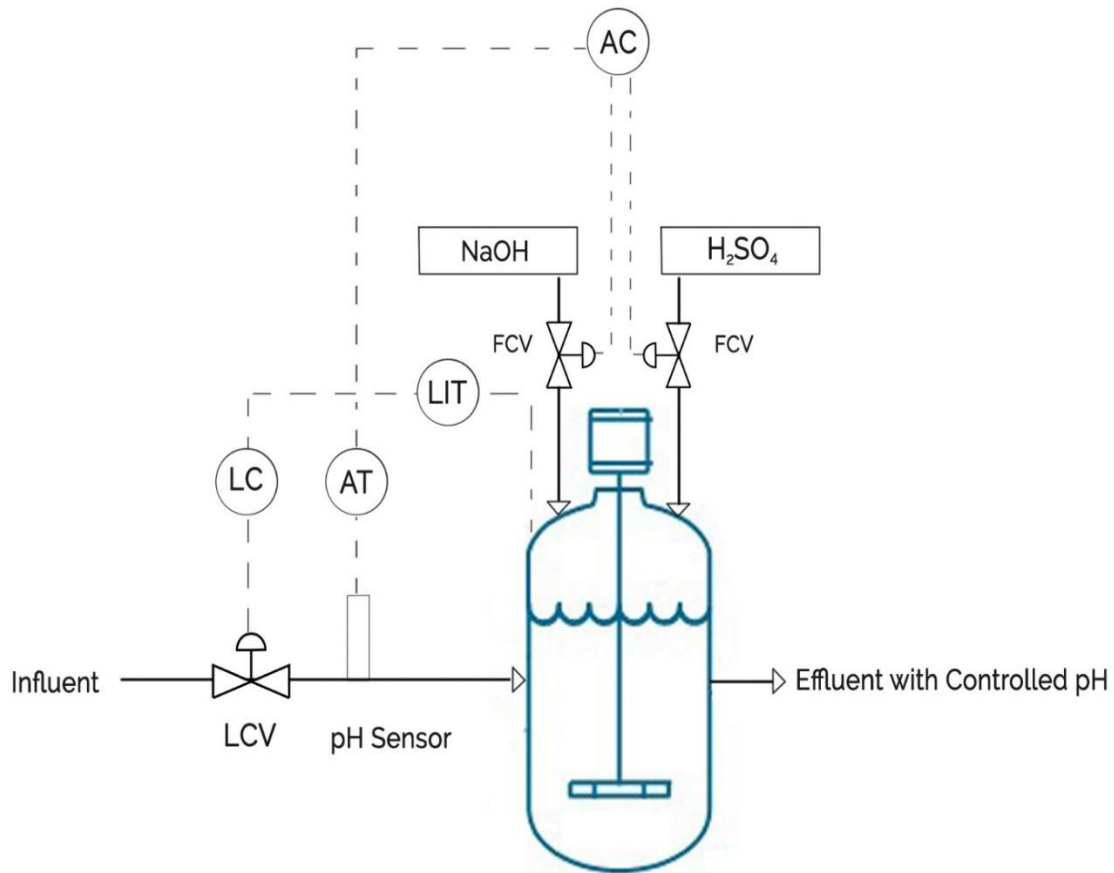 AC
NaOH
H₂SO₄
FCV
FCV
LIT
LC
AT
Influent
LCV
pH Sensor
Effluent with Controlled pH